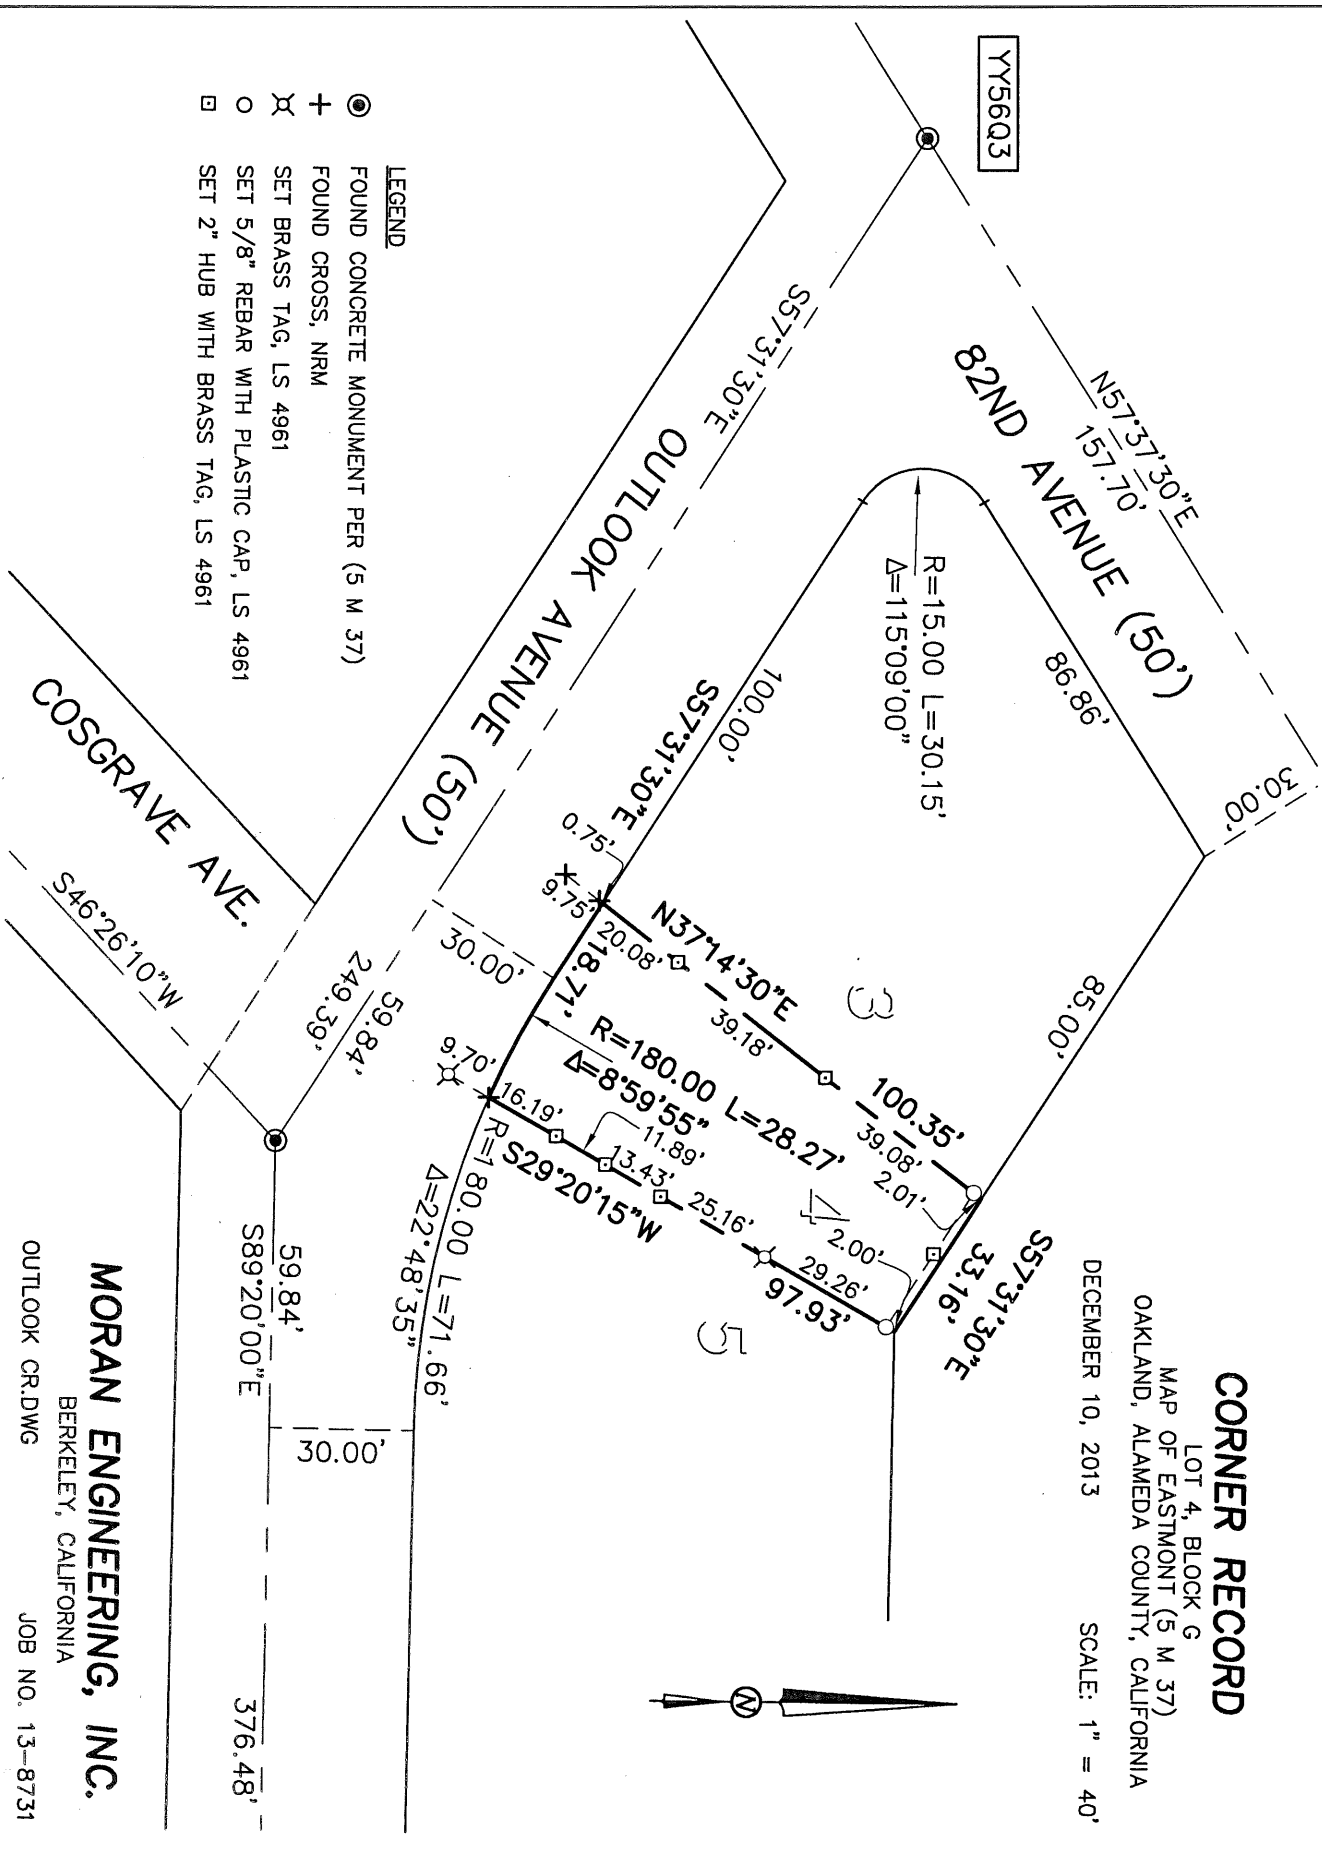 CORNER RECORD
LOT 4, BLOCK G
MAP OF EASTMONT (5 M 37)
OAKLAND, ALAMEDA COUNTY, CALIFORNIA
DECEMBER 10, 2013
SCALE: 1" = 40'
YY56Q3
N57°37'30"E
157.70'
82ND AVENUE (50')
30.00'
86.86'
85.00'
R=15.00 L=30.15'
Δ=115°09'00"
S57°31'30"E
OUTLOOK AVENUE (50')
100.00'
S57°31'30"E
0.75'
9.75'
20.08'
N37°14'30"E
39.18'
100.35'
39.08'
2.01'
3
18.71'
R=180.00 L=28.27'
Δ=8°59'55"
4
S57°31'30"E
33.16'
2.00'
29.26'
97.93'
25.16'
13.43'
11.89'
16.19'
S29°20'15"W
9.70'
5
30.00'
59.84'
249.39'
R=180.00 L=71.66'
Δ=22°48'35"
59.84'
S89°20'00"E
30.00'
376.48'
COSGRAVE AVE.
S46°26'10"W
N
LEGEND
FOUND CONCRETE MONUMENT PER (5 M 37)
FOUND CROSS, NRM
SET BRASS TAG, LS 4961
SET 5/8" REBAR WITH PLASTIC CAP, LS 4961
SET 2" HUB WITH BRASS TAG, LS 4961
MORAN ENGINEERING, INC.
BERKELEY, CALIFORNIA
OUTLOOK CR.DWG
JOB NO. 13-8731